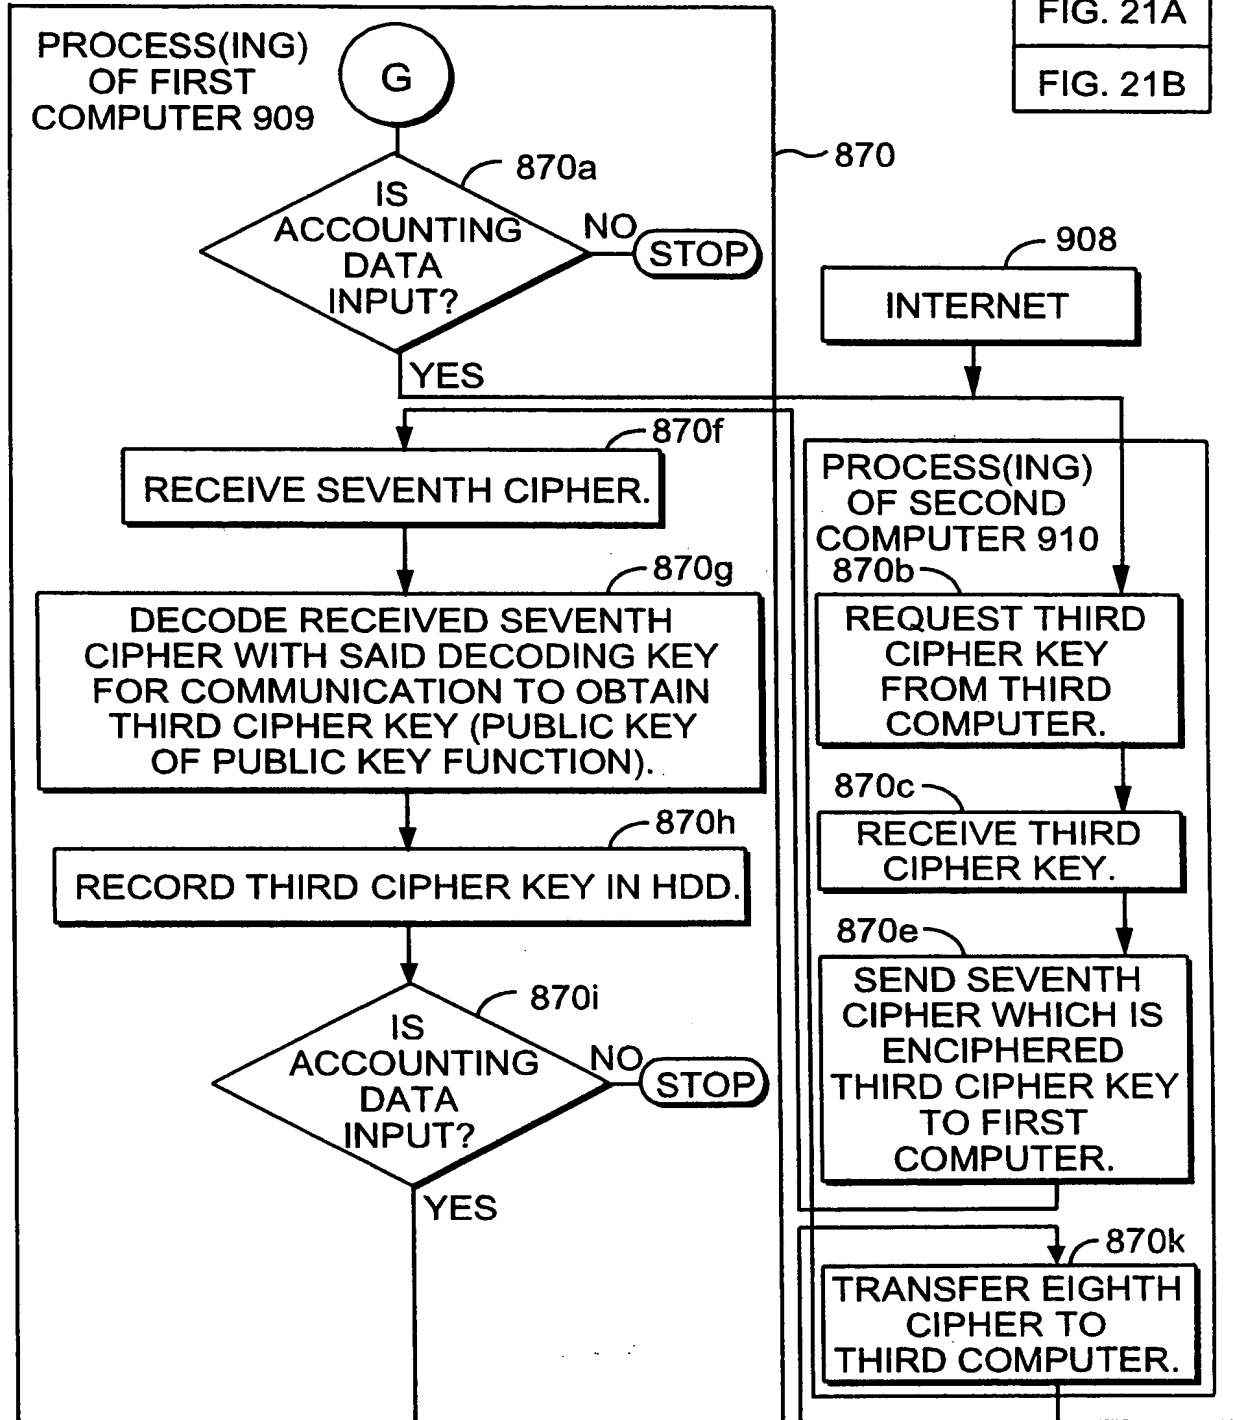 FIG. 21A
FIG. 21B
PROCESS(ING)
OF FIRST
COMPUTER 909
G
870
870a
IS
ACCOUNTING
DATA
INPUT?
NO
STOP
YES
908
INTERNET
870f
RECEIVE SEVENTH CIPHER.
870g
DECODE RECEIVED SEVENTH
CIPHER WITH SAID DECODING KEY
FOR COMMUNICATION TO OBTAIN
THIRD CIPHER KEY (PUBLIC KEY
OF PUBLIC KEY FUNCTION).
870h
RECORD THIRD CIPHER KEY IN HDD.
870i
IS
ACCOUNTING
DATA
INPUT?
NO
STOP
YES
PROCESS(ING)
OF SECOND
COMPUTER 910
870b
REQUEST THIRD
CIPHER KEY
FROM THIRD
COMPUTER.
870c
RECEIVE THIRD
CIPHER KEY.
870e
SEND SEVENTH
CIPHER WHICH IS
ENCIPHERED
THIRD CIPHER KEY
TO FIRST
COMPUTER.
870k
TRANSFER EIGHTH
CIPHER TO
THIRD COMPUTER.